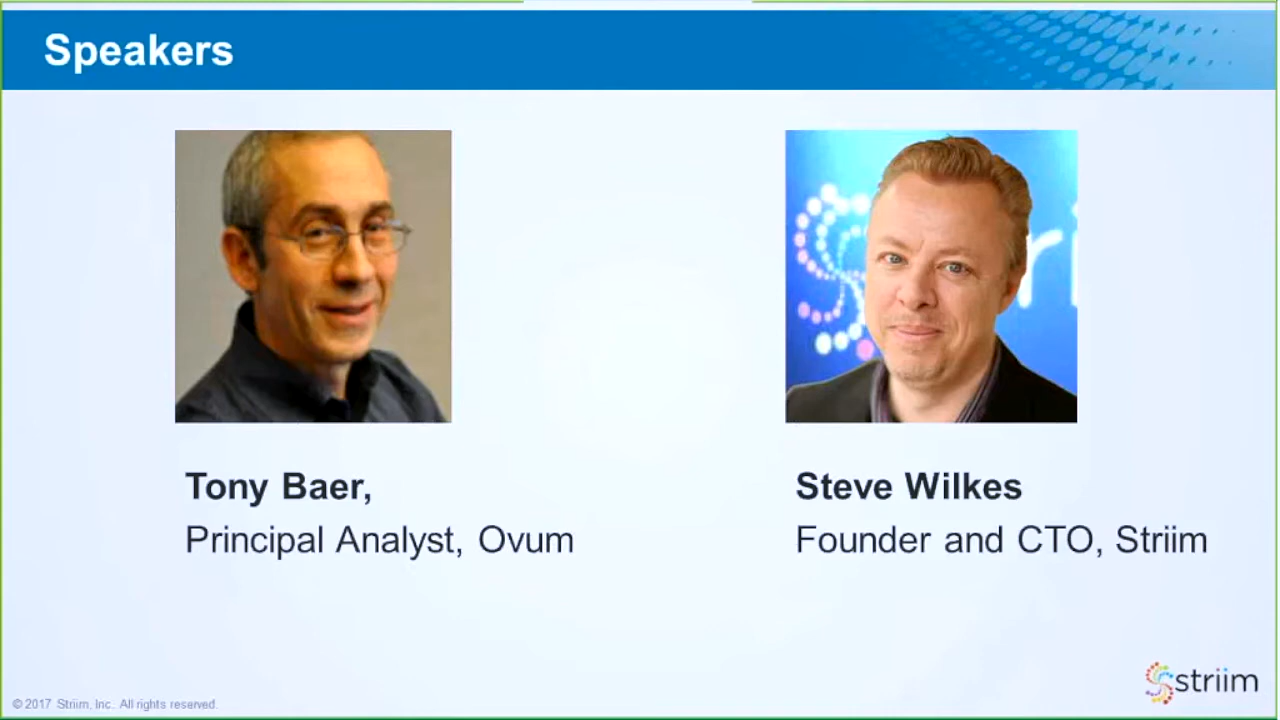 Speakers
Tony Baer,
Principal Analyst, Ovum
Steve Wilkes
Founder and CTO, Striim
striim
© 2017 Striim, Inc. All rights reserved.